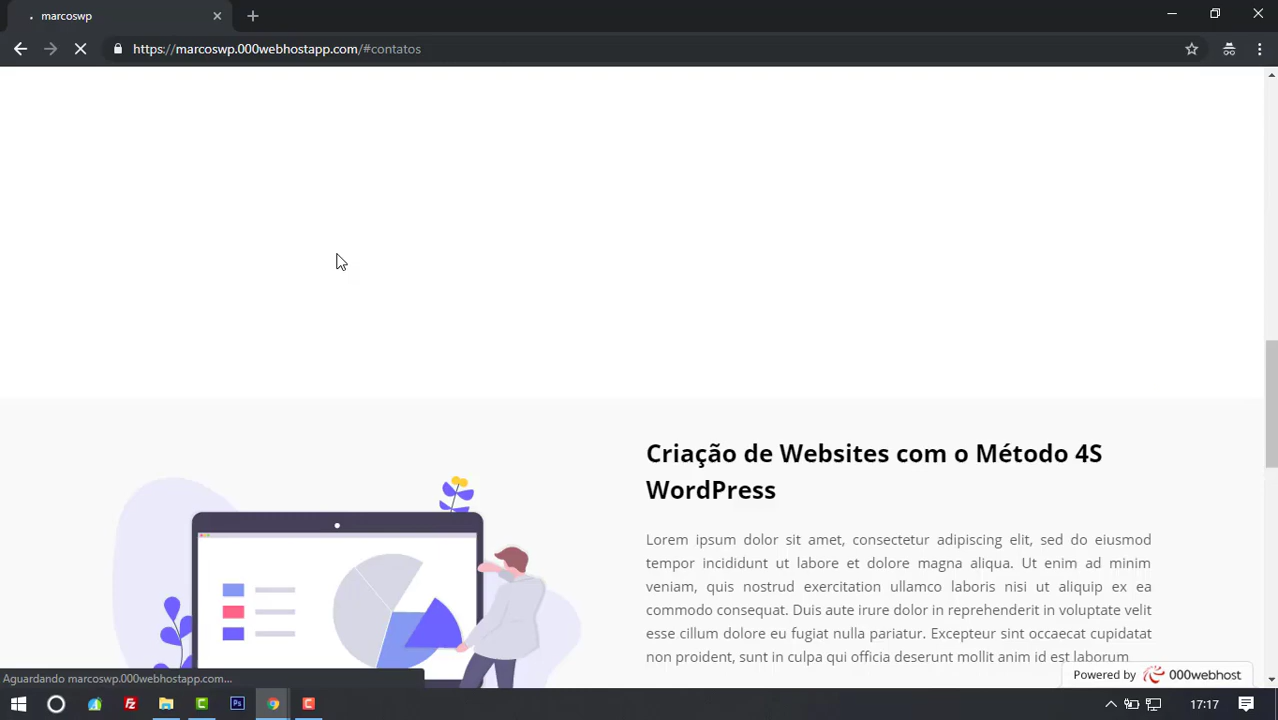 marcoswp
https://marcoswp.000webhostapp.com/#contatos
Criação de Websites com o Método 4S
WordPress
Lorem ipsum dolor sit amet, consectetur adipiscing elit, sed do eiusmod
tempor incididunt ut labore et dolore magna aliqua. Ut enim ad minim
veniam, quis nostrud exercitation ullamco laboris nisi ut aliquip ex ea
commodo consequat. Duis aute irure dolor in reprehenderit in voluptate velit
esse cillum dolore eu fugiat nulla pariatur. Excepteur sint occaecat cupidatat
non proident, sunt in culpa qui officia deserunt mollit anim id est laborum
Powered by 000webhost
Aguardando marcoswp.000webhostapp.com...
Fz
C
Ps
C
17:17